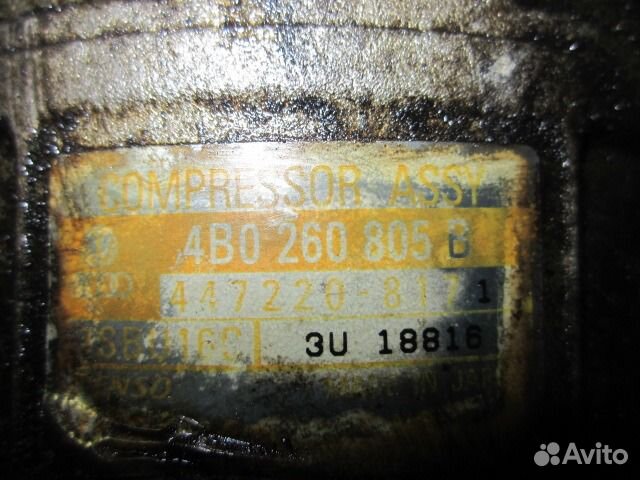 COMPRESSOR ASSY
4B0 260 805 B
447220-8171
3U 18816
Avito